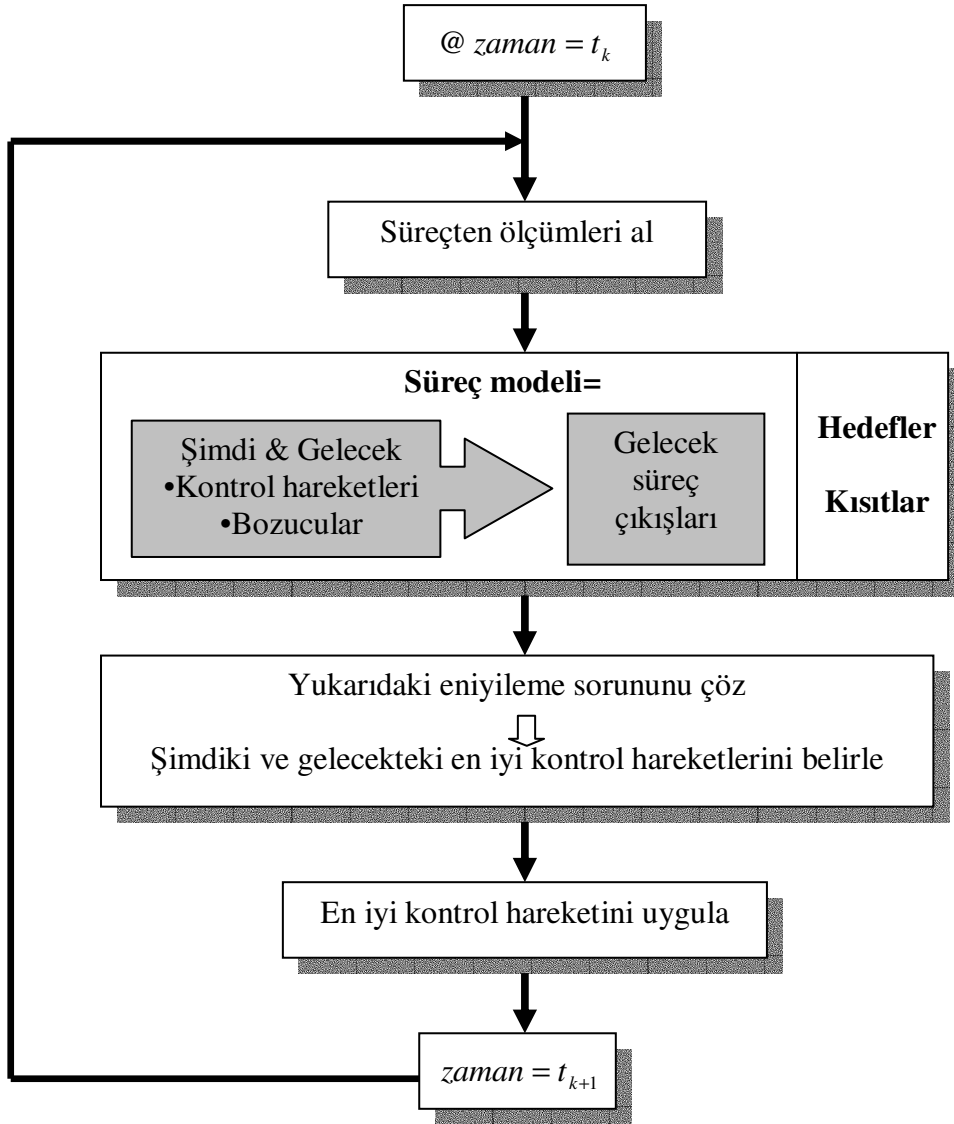 @ zaman = t_k
Süreçten ölçümleri al
Süreç modeli=
Şimdi & Gelecek
•Kontrol hareketleri
•Bozucular
Gelecek
süreç
çıkışları
Hedefler
Kısıtlar
Yukarıdaki eniyileme sorununu çöz
Şimdiki ve gelecekteki en iyi kontrol hareketlerini belirle
En iyi kontrol hareketini uygula
zaman = t_{k+1}